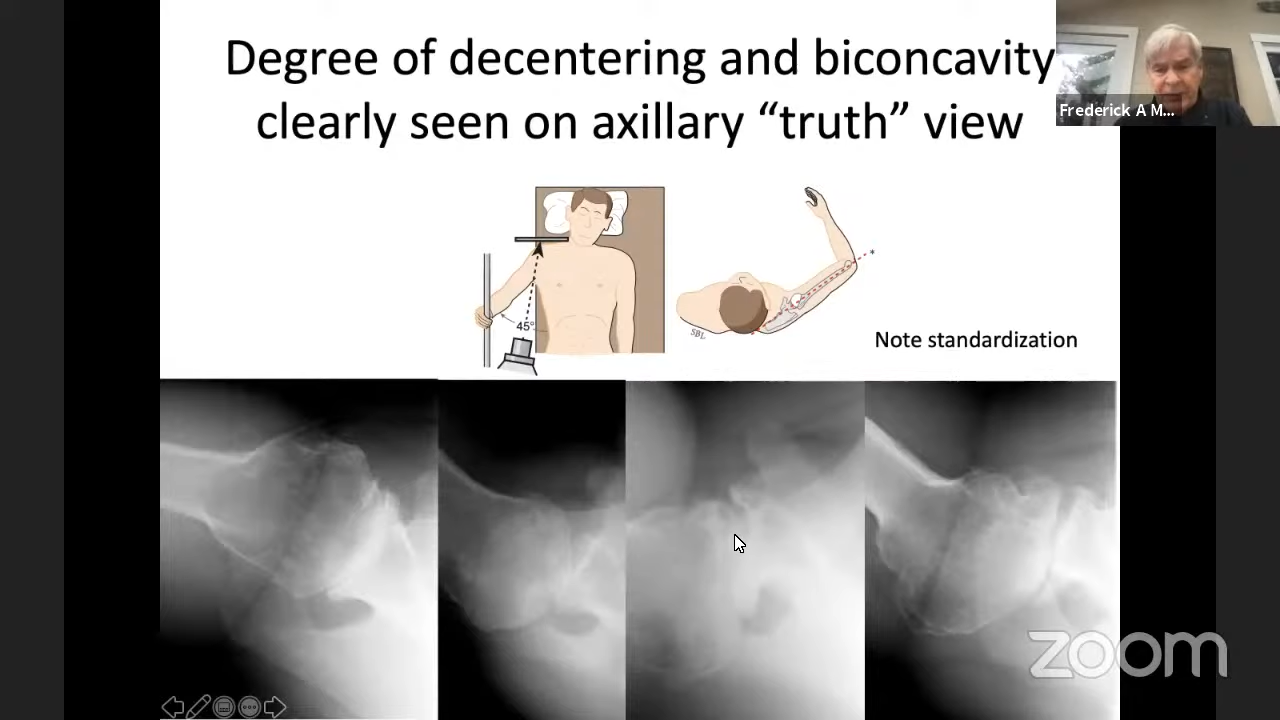 Degree of decentering and biconcavity
clearly seen on axillary “truth” view
Frederick A M...
45°
*
SBL
Note standardization
zoom